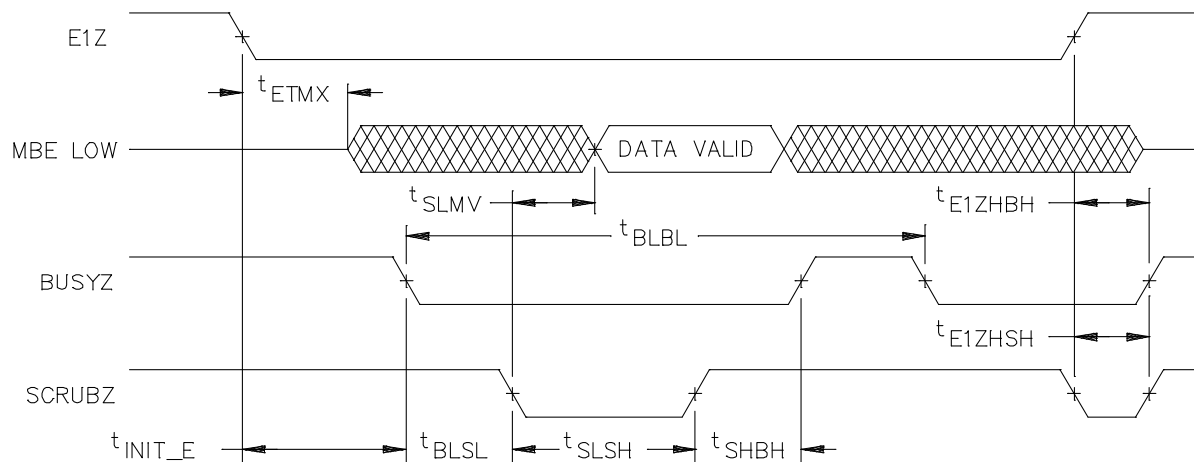 E1Z
tETMX
MBE LOW
DATA VALID
tSLMV
tE1ZHBH
tBLBL
BUSYZ
tE1ZHSH
SCRUBZ
tINIT_E
tBLSL
tSLSH
tSHBH